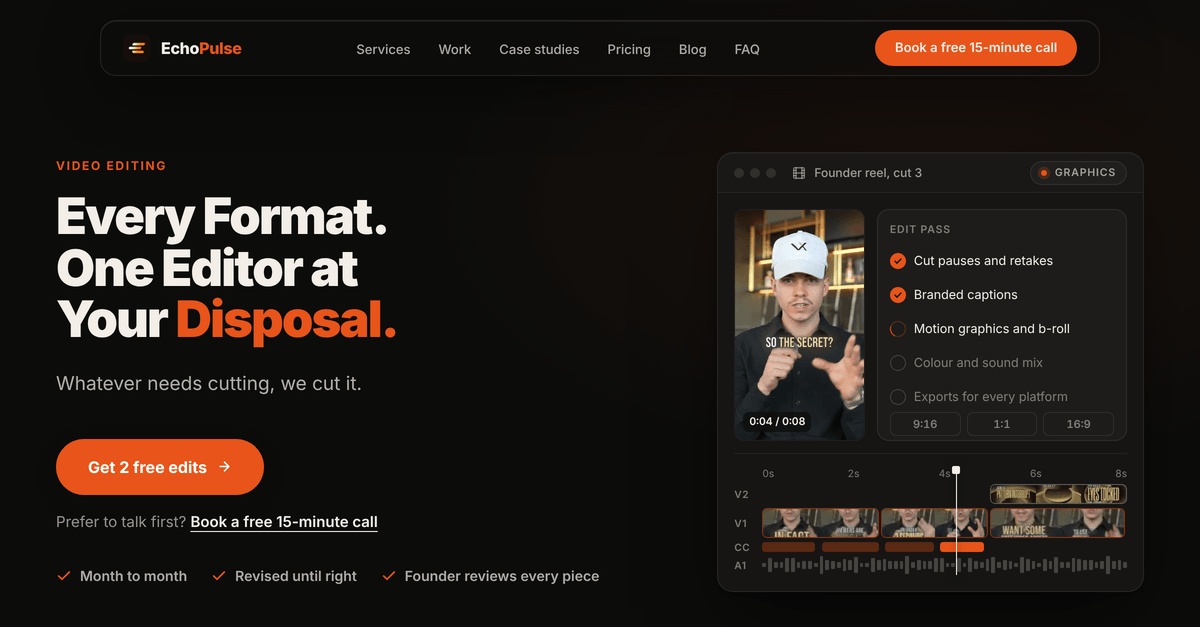 EchoPulse
Services
Work
Case studies
Pricing
Blog
FAQ
Book a free 15-minute call
VIDEO EDITING
Every Format.
One Editor at
Your Disposal.
Whatever needs cutting, we cut it.
Get 2 free edits →
Prefer to talk first? Book a free 15-minute call
Month to month
Revised until right
Founder reviews every piece
Founder reel, cut 3
GRAPHICS
SO THE SECRET?
0:04 / 0:08
EDIT PASS
Cut pauses and retakes
Branded captions
Motion graphics and b-roll
Colour and sound mix
Exports for every platform
9:16
1:1
16:9
0s
2s
4s
6s
8s
V2
EYES LOCKED
V1
IN FACT
WANT SOME
CC
A1